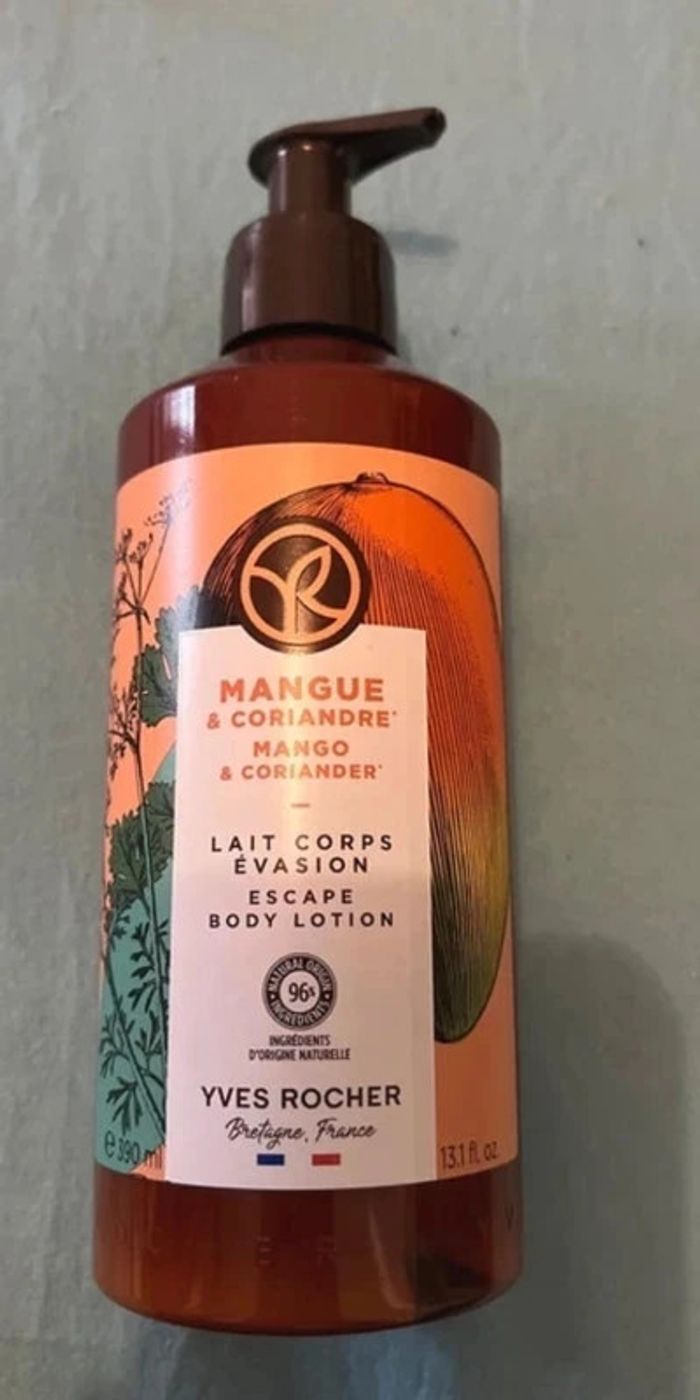 MANGUE
& CORIANDRE*
MANGO
& CORIANDER*
LAIT CORPS
ÉVASION
ESCAPE
BODY LOTION
NATURAL ORIGIN
96%
INGREDIENTS
INGRÉDIENTS
D'ORIGINE NATURELLE
YVES ROCHER
Bretagne, France
e 390 ml
13.1 fl. oz